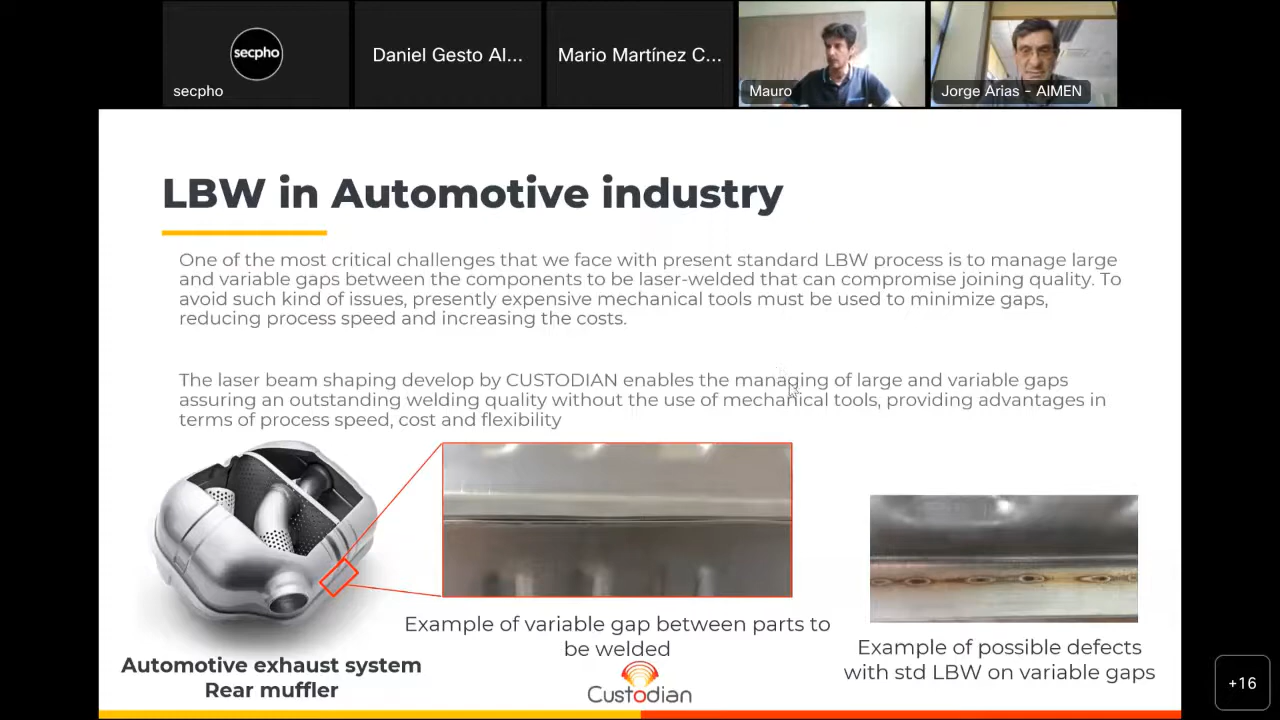 secpho
secpho
Daniel Gesto Al...
Mario Martínez C...
Mauro
Jorge Arias - AIMEN
LBW in Automotive industry
One of the most critical challenges that we face with present standard LBW process is to manage large
and variable gaps between the components to be laser-welded that can compromise joining quality. To
avoid such kind of issues, presently expensive mechanical tools must be used to minimize gaps,
reducing process speed and increasing the costs.
The laser beam shaping develop by CUSTODIAN enables the managing of large and variable gaps
assuring an outstanding welding quality without the use of mechanical tools, providing advantages in
terms of process speed, cost and flexibility
Example of variable gap between parts to
be welded
Example of possible defects
with std LBW on variable gaps
Automotive exhaust system
Rear muffler
Custodian
+16